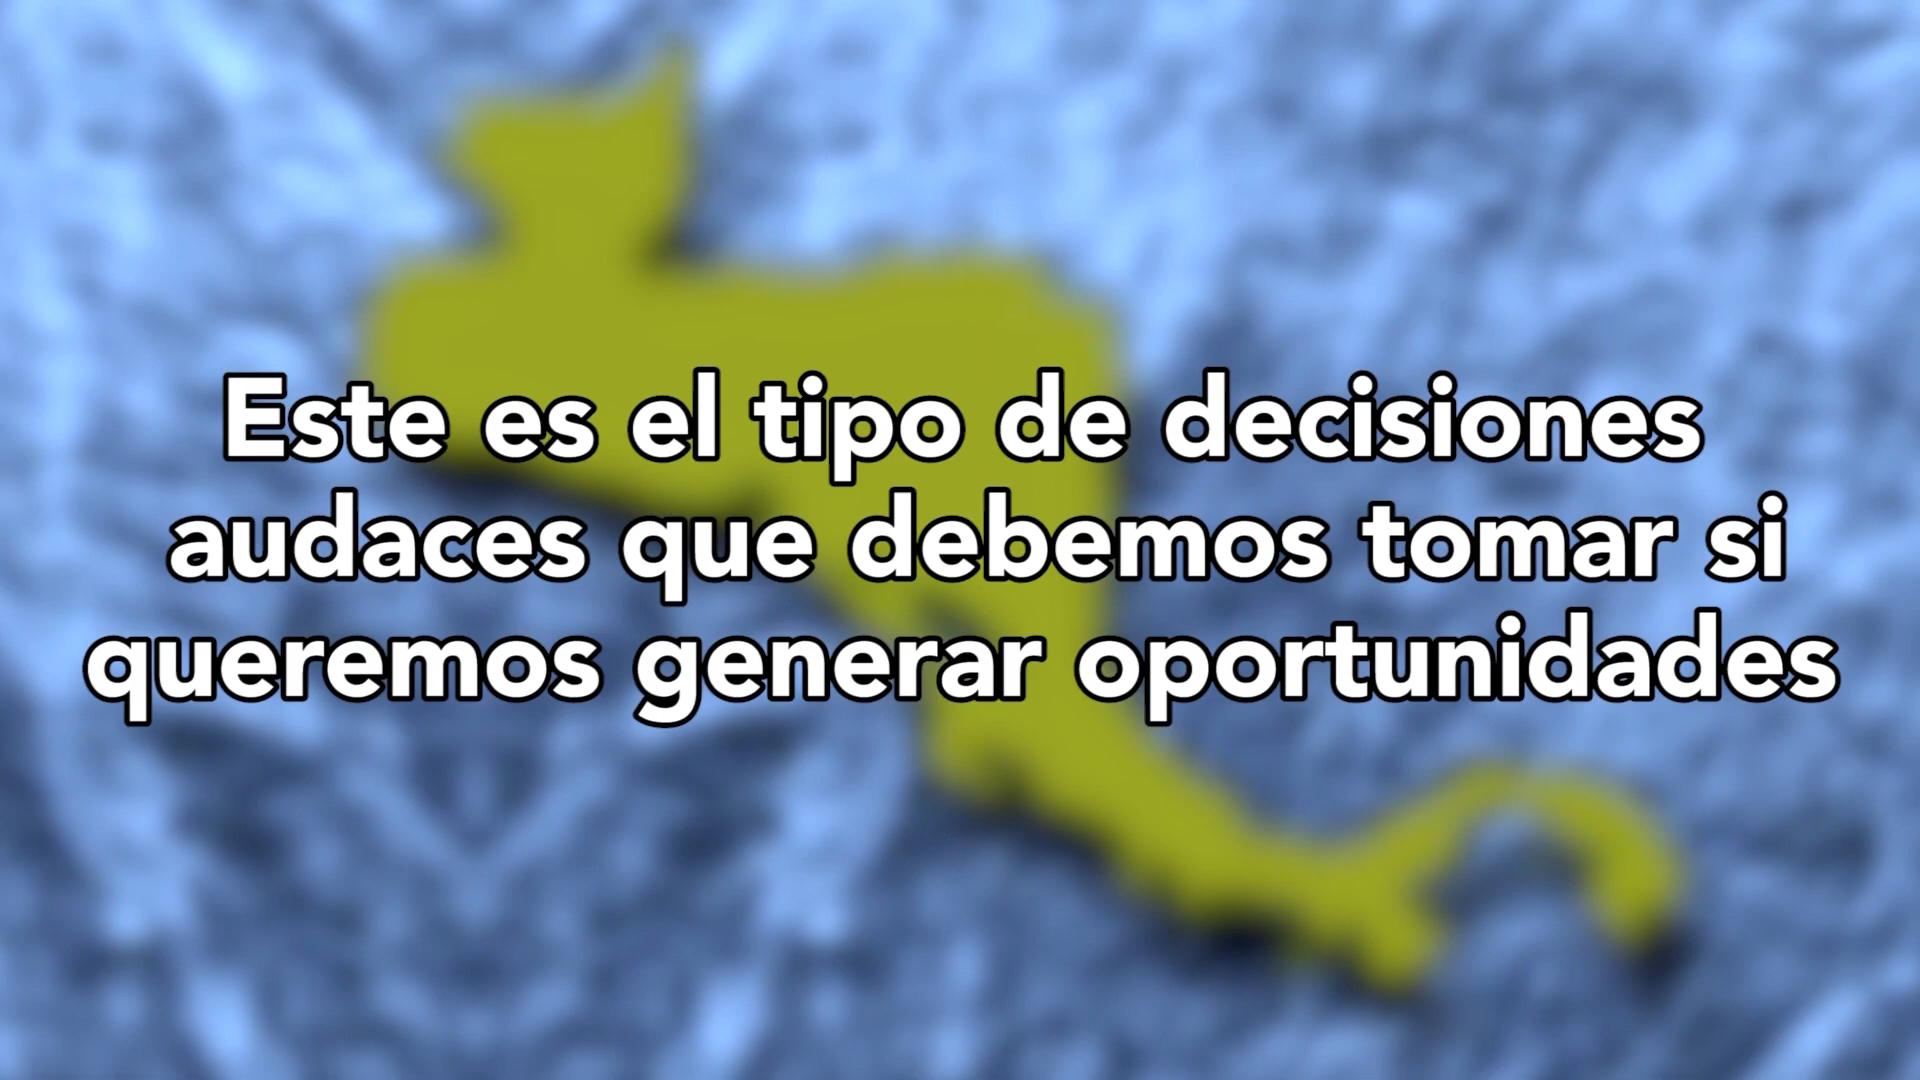 Este es el tipo de decisiones
audaces que debemos tomar si
queremos generar oportunidades